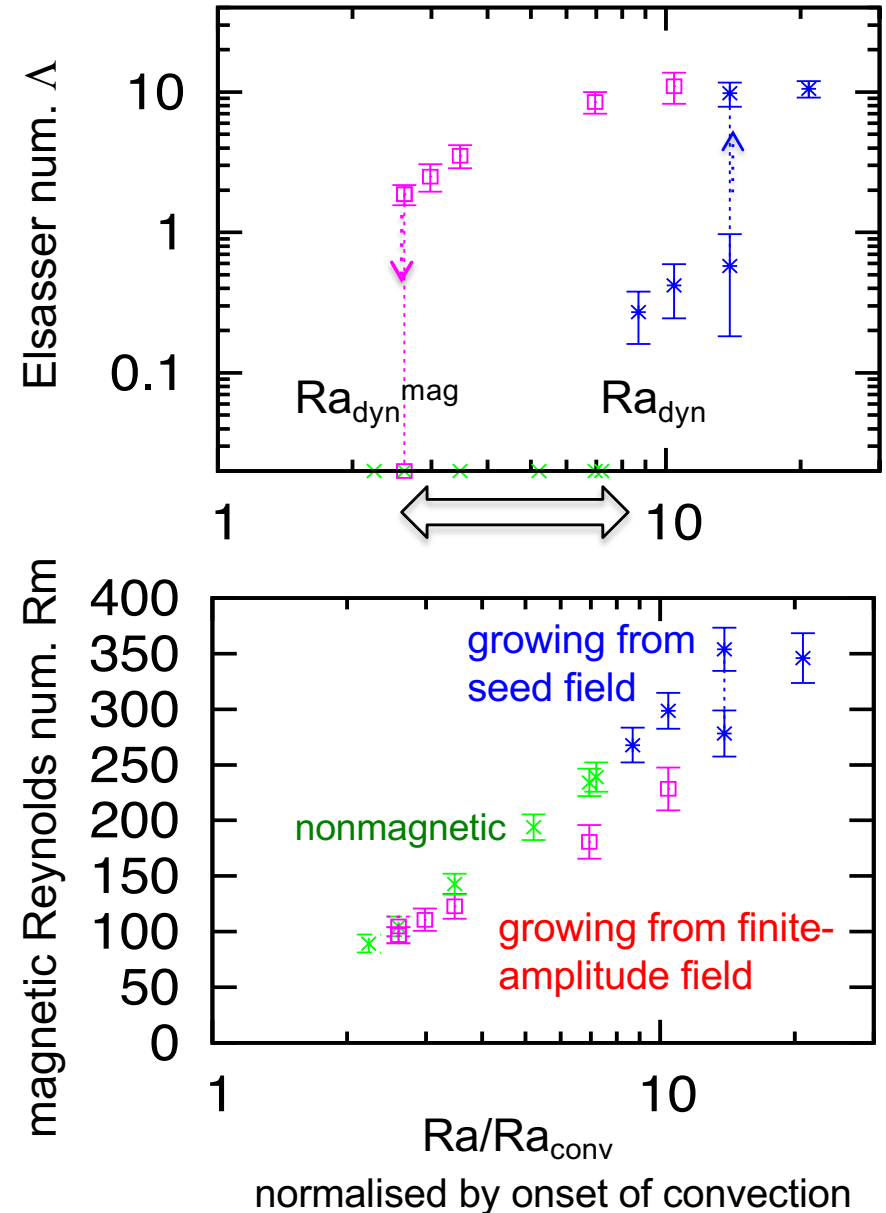 Elsasser num. Λ
10
1
0.1
Ra_dyn^mag
Ra_dyn
1
10
magnetic Reynolds num. Rm
400
350
300
250
200
150
100
50
0
growing from
seed field
nonmagnetic
growing from finite-
amplitude field
1
10
Ra/Ra_conv
normalised by onset of convection